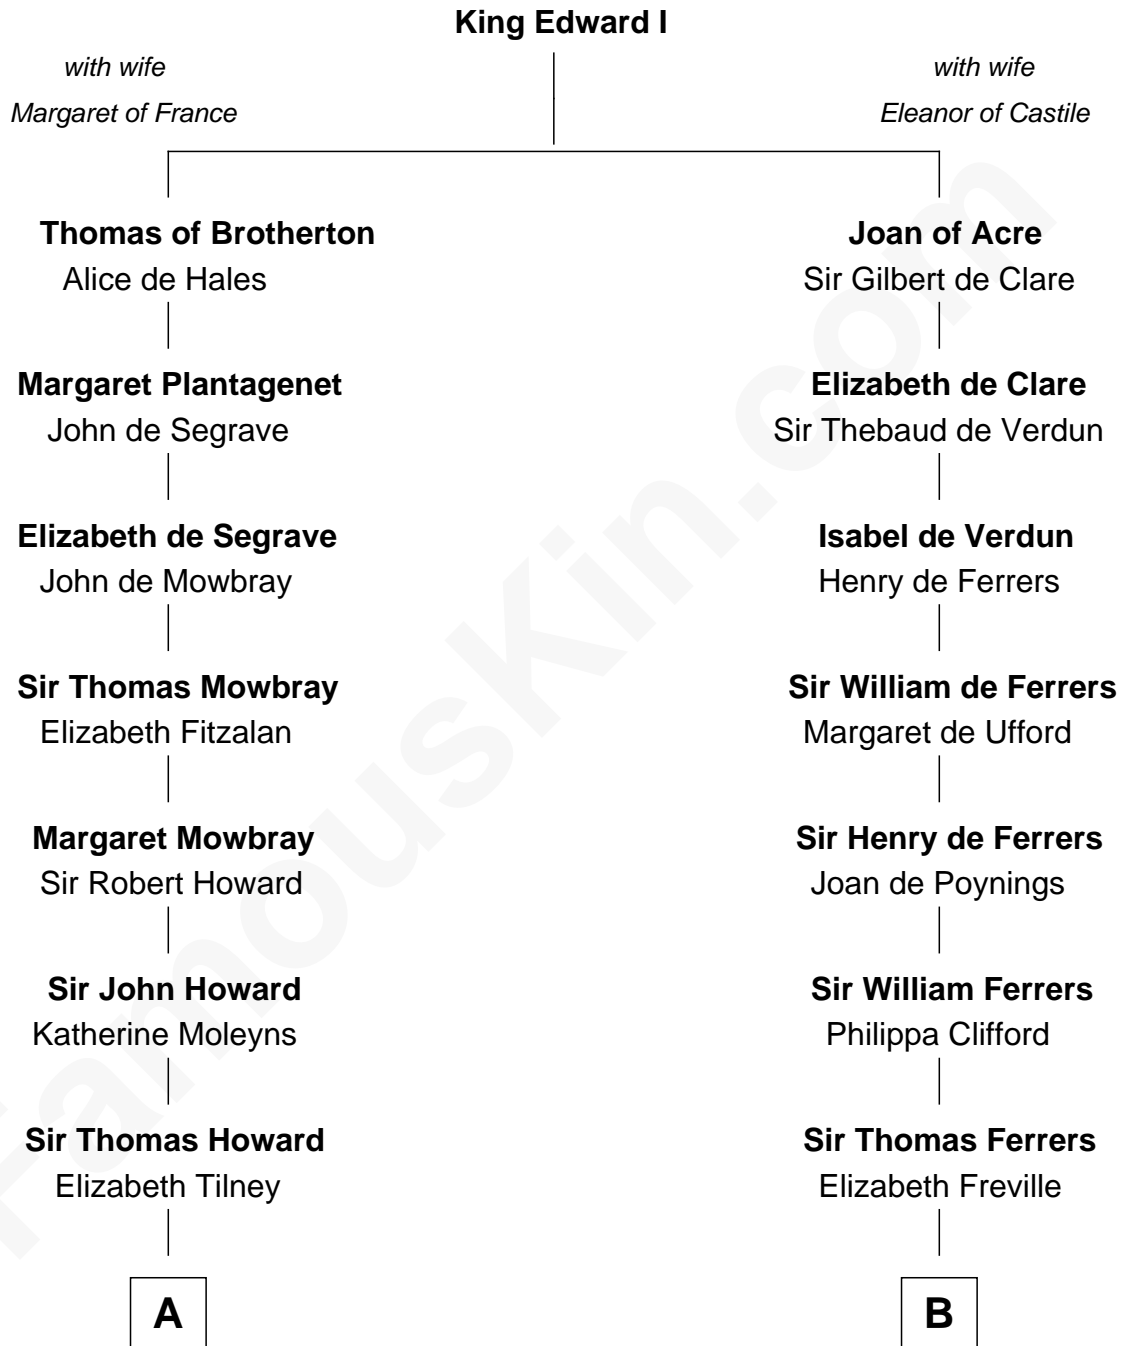 King Edward I
with wife
Margaret of France
with wife
Eleanor of Castile
Thomas of Brotherton
Alice de Hales
Joan of Acre
Sir Gilbert de Clare
Margaret Plantagenet
John de Segrave
Elizabeth de Clare
Sir Thebaud de Verdun
Elizabeth de Segrave
John de Mowbray
Isabel de Verdun
Henry de Ferrers
Sir Thomas Mowbray
Elizabeth Fitzalan
Sir William de Ferrers
Margaret de Ufford
Margaret Mowbray
Sir Robert Howard
Sir Henry de Ferrers
Joan de Poynings
Sir John Howard
Katherine Moleyns
Sir William Ferrers
Philippa Clifford
Sir Thomas Howard
Elizabeth Tilney
Sir Thomas Ferrers
Elizabeth Freville
A
B
FamousKin.com